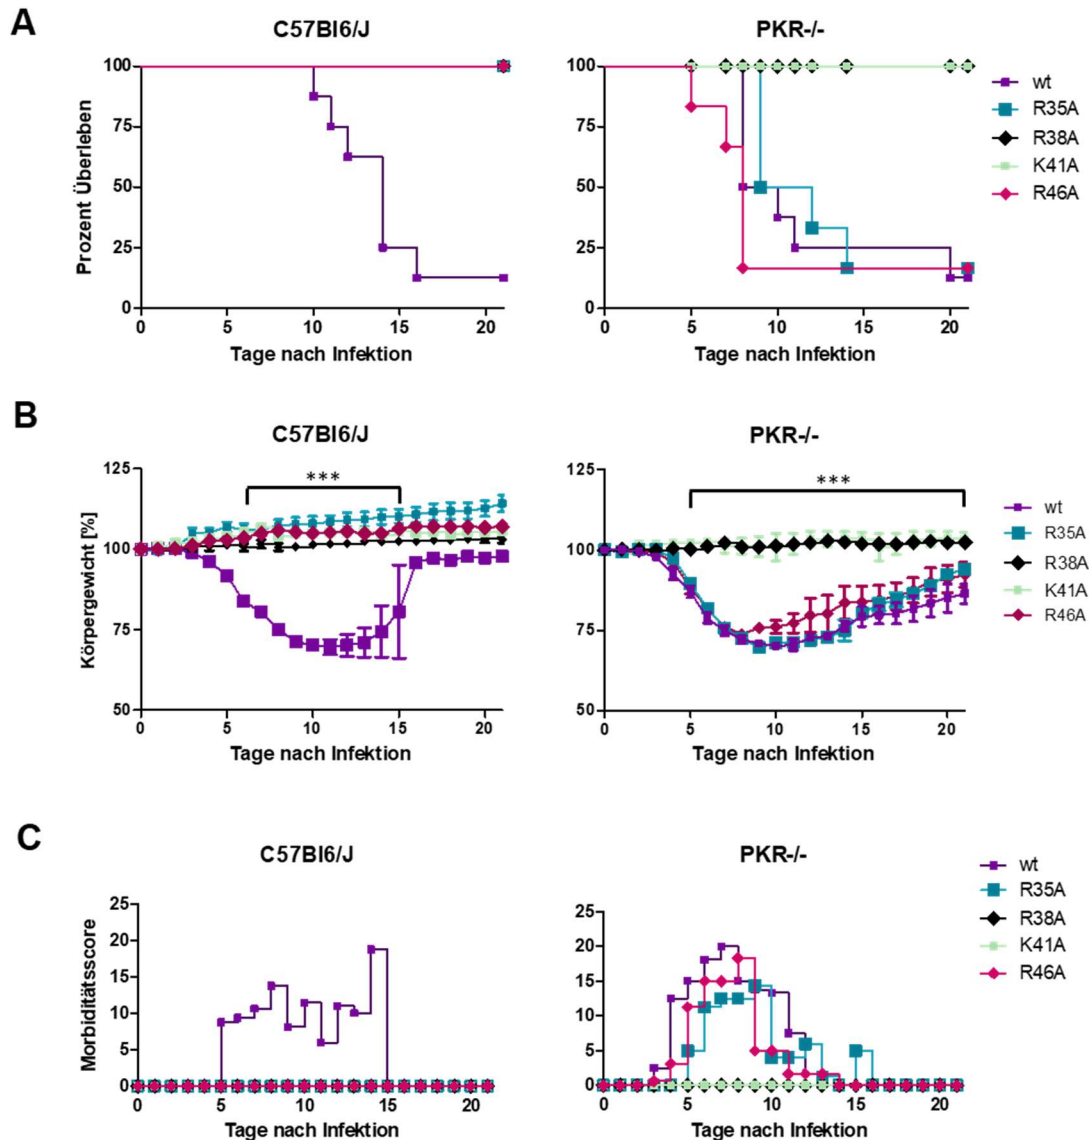 A
C57Bl6/J
PKR-/-
Prozent Überleben
100
75
50
25
0
0 5 10 15 20
Tage nach Infektion
100
75
50
25
0
0 5 10 15 20
Tage nach Infektion
wt
R35A
R38A
K41A
R46A
B
C57Bl6/J
PKR-/-
Körpergewicht [%]
125
100
75
50
***
0 5 10 15 20
Tage nach Infektion
125
100
75
50
***
0 5 10 15 20
Tage nach Infektion
wt
R35A
R38A
K41A
R46A
C
C57Bl6/J
PKR-/-
Morbiditätsscore
25
20
15
10
5
0
0 5 10 15 20
Tage nach Infektion
25
20
15
10
5
0
0 5 10 15 20
Tage nach Infektion
wt
R35A
R38A
K41A
R46A